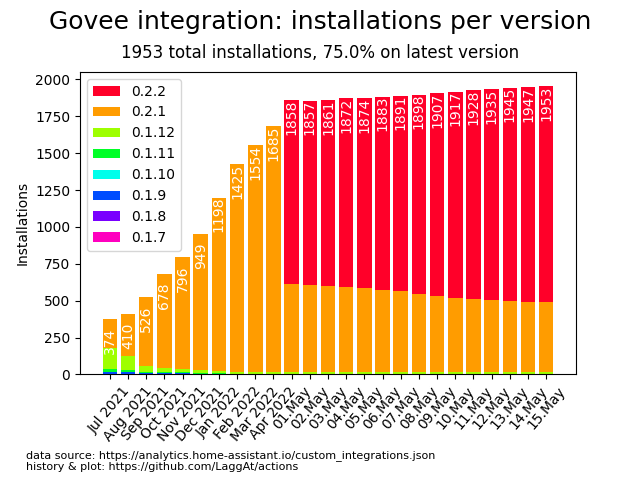 Govee integration: installations per version
1953 total installations, 75.0% on latest version
Installations
2000
1750
1500
1250
1000
750
500
250
0
0.2.2
0.2.1
0.1.12
0.1.11
0.1.10
0.1.9
0.1.8
0.1.7
374
410
526
678
796
949
1198
1425
1554
1685
1858
1857
1861
1872
1874
1883
1891
1898
1907
1917
1928
1935
1945
1947
1953
Jul 2021
Aug 2021
Sep 2021
Oct 2021
Nov 2021
Dec 2021
Jan 2022
Feb 2022
Mar 2022
Apr 2022
01.May
02.May
03.May
04.May
05.May
06.May
07.May
08.May
09.May
10.May
11.May
12.May
13.May
14.May
15.May
data source: https://analytics.home-assistant.io/custom_integrations.json
history & plot: https://github.com/LaggAt/actions